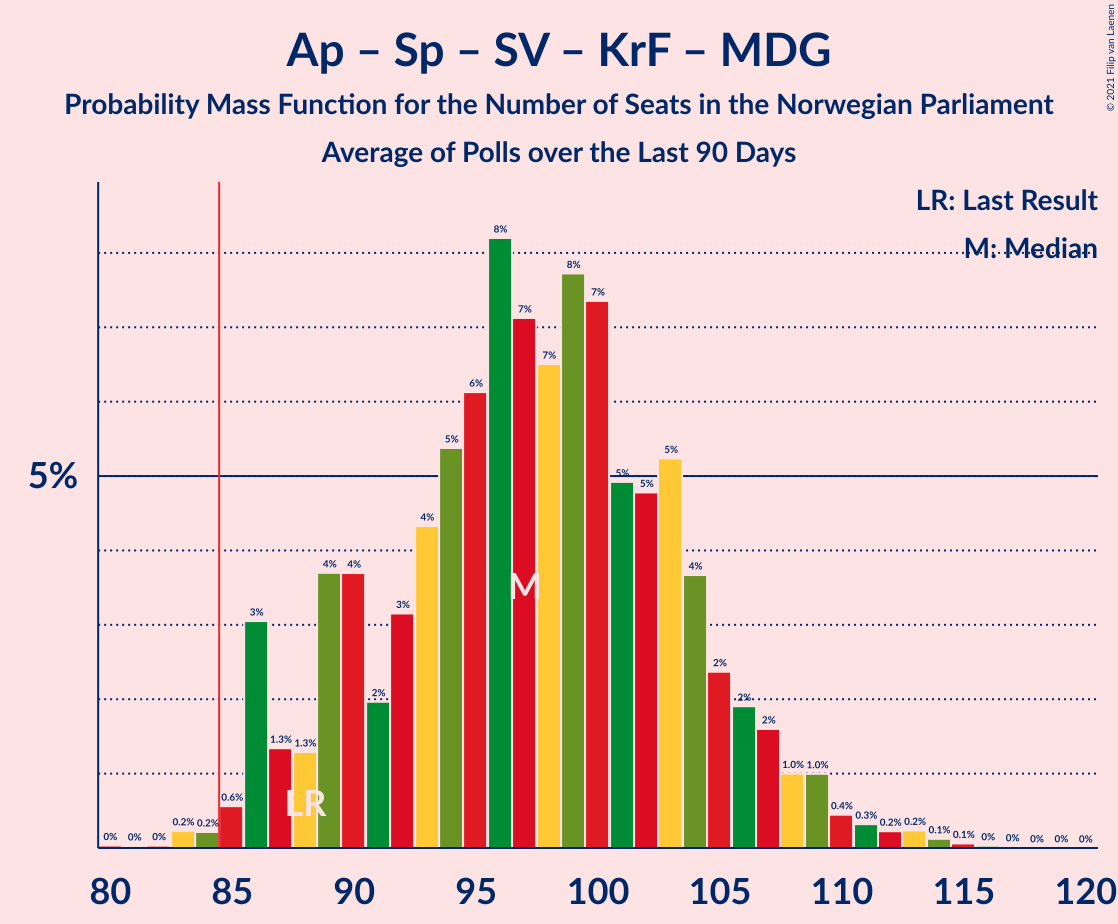 Ap – Sp – SV – KrF – MDG
Probability Mass Function for the Number of Seats in the Norwegian Parliament
Average of Polls over the Last 90 Days
© 2021 Filip van Laenen
LR: Last Result
M: Median
5%
0% 0% 0% 0.2% 0.2% 0.6% 3% 1.3% 1.3% 4% 4% 2% 3% 4% 5% 6% 8% 7% 7% 8% 7% 5% 5% 5% 4% 2% 2% 2% 1.0% 1.0% 0.4% 0.3% 0.2% 0.2% 0.1% 0.1% 0% 0% 0% 0% 0%
M
LR
80 85 90 95 100 105 110 115 120